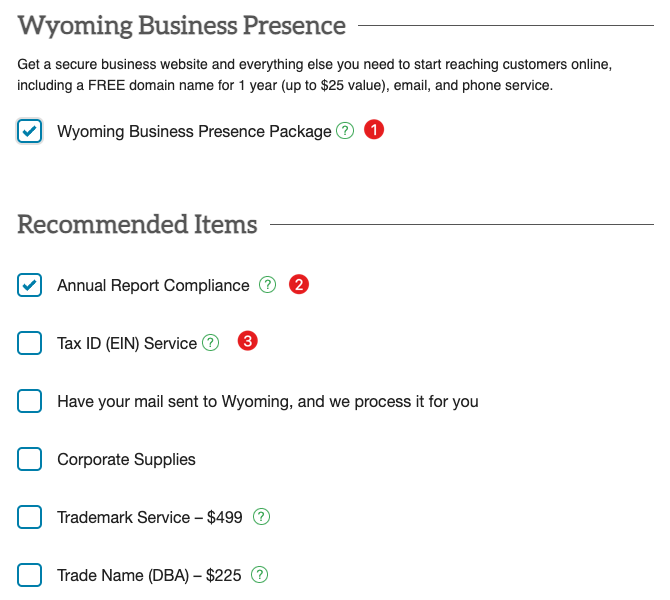 Wyoming Business Presence
Get a secure business website and everything else you need to start reaching customers online,
including a FREE domain name for 1 year (up to $25 value), email, and phone service.
Wyoming Business Presence Package ? 1
Recommended Items
Annual Report Compliance ? 2
Tax ID (EIN) Service ? 3
Have your mail sent to Wyoming, and we process it for you
Corporate Supplies
Trademark Service – $499 ?
Trade Name (DBA) – $225 ?